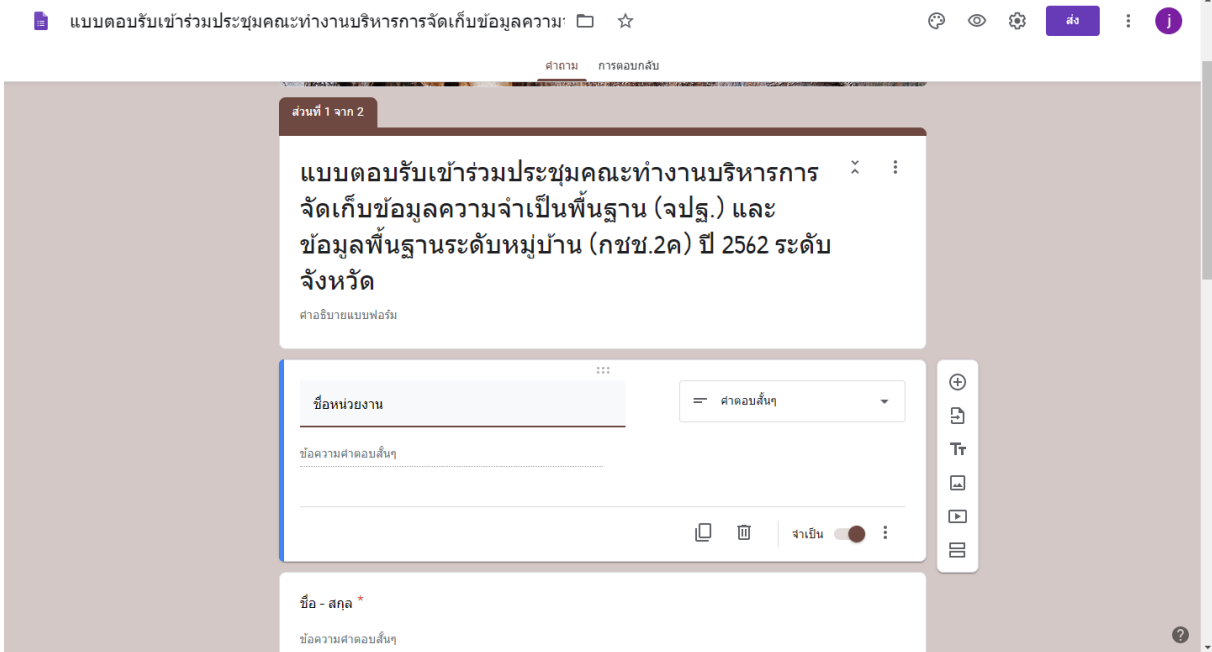 แบบตอบรับเข้าร่วมประชุมคณะทำงานบริหารการจัดเก็บข้อมูลความ
ส่ง
j
คำถาม การตอบกลับ
ส่วนที่ 1 จาก 2
แบบตอบรับเข้าร่วมประชุมคณะทำงานบริหารการ
จัดเก็บข้อมูลความจำเป็นพื้นฐาน (จปฐ.) และ
ข้อมูลพื้นฐานระดับหมู่บ้าน (กชช.2ค) ปี 2562 ระดับ
จังหวัด
คำอธิบายแบบฟอร์ม
ชื่อหน่วยงาน
คำตอบสั้นๆ
ข้อความคำตอบสั้นๆ
จำเป็น
ชื่อ - สกุล *
ข้อความคำตอบสั้นๆ